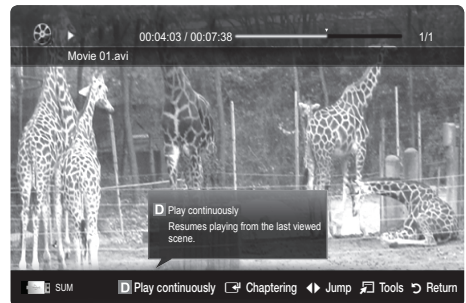 00:04:03 / 00:07:38 1/1
Movie 01.avi
D Play continuously
Resumes playing from the last viewed
scene.
SUM D Play continuously Chaptering Jump Tools Return